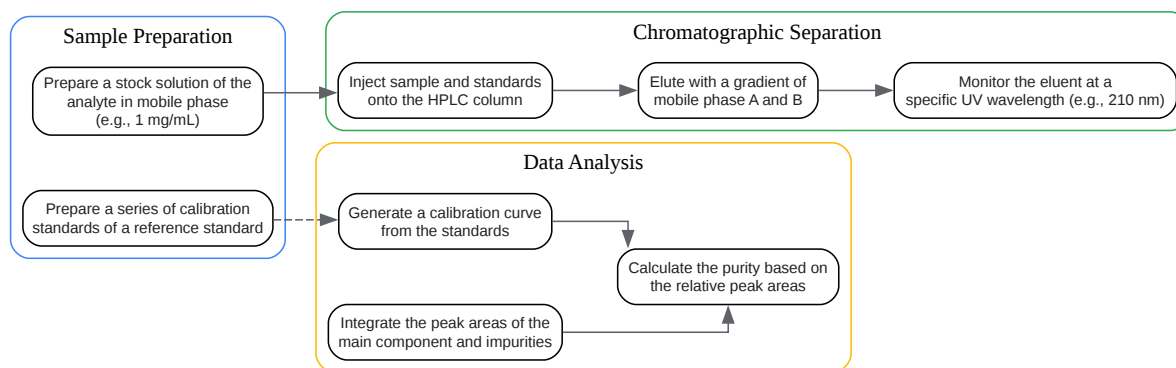 Sample Preparation
Prepare a stock solution of the
analyte in mobile phase
(e.g., 1 mg/mL)
Prepare a series of calibration
standards of a reference standard
Chromatographic Separation
Inject sample and standards
onto the HPLC column
Elute with a gradient of
mobile phase A and B
Monitor the eluent at a
specific UV wavelength (e.g., 210 nm)
Data Analysis
Generate a calibration curve
from the standards
Calculate the purity based on
the relative peak areas
Integrate the peak areas of the
main component and impurities